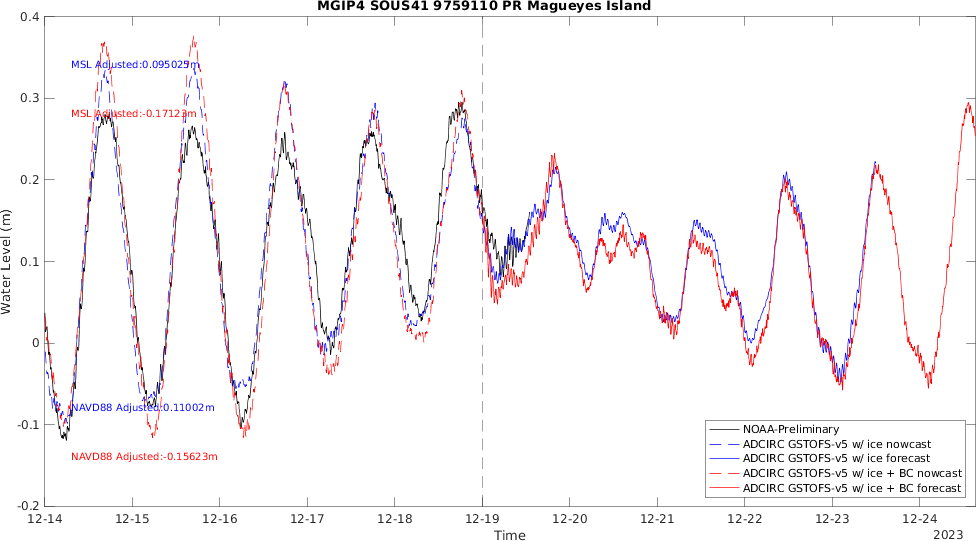 MGIP4 SOUS41 9759110 PR Magueyes Island
0.4
0.3
0.2
0.1
0
-0.1
-0.2
Water Level (m)
MSL Adjusted:0.095025m
MSL Adjusted:-0.17123m
NAVD88 Adjusted:0.11002m
NAVD88 Adjusted:-0.15623m
NOAA-Preliminary
ADCIRC GSTOFS-v5 w/ ice nowcast
ADCIRC GSTOFS-v5 w/ ice forecast
ADCIRC GSTOFS-v5 w/ ice + BC nowcast
ADCIRC GSTOFS-v5 w/ ice + BC forecast
12-14 12-15 12-16 12-17 12-18 12-19 12-20 12-21 12-22 12-23 12-24
Time
2023